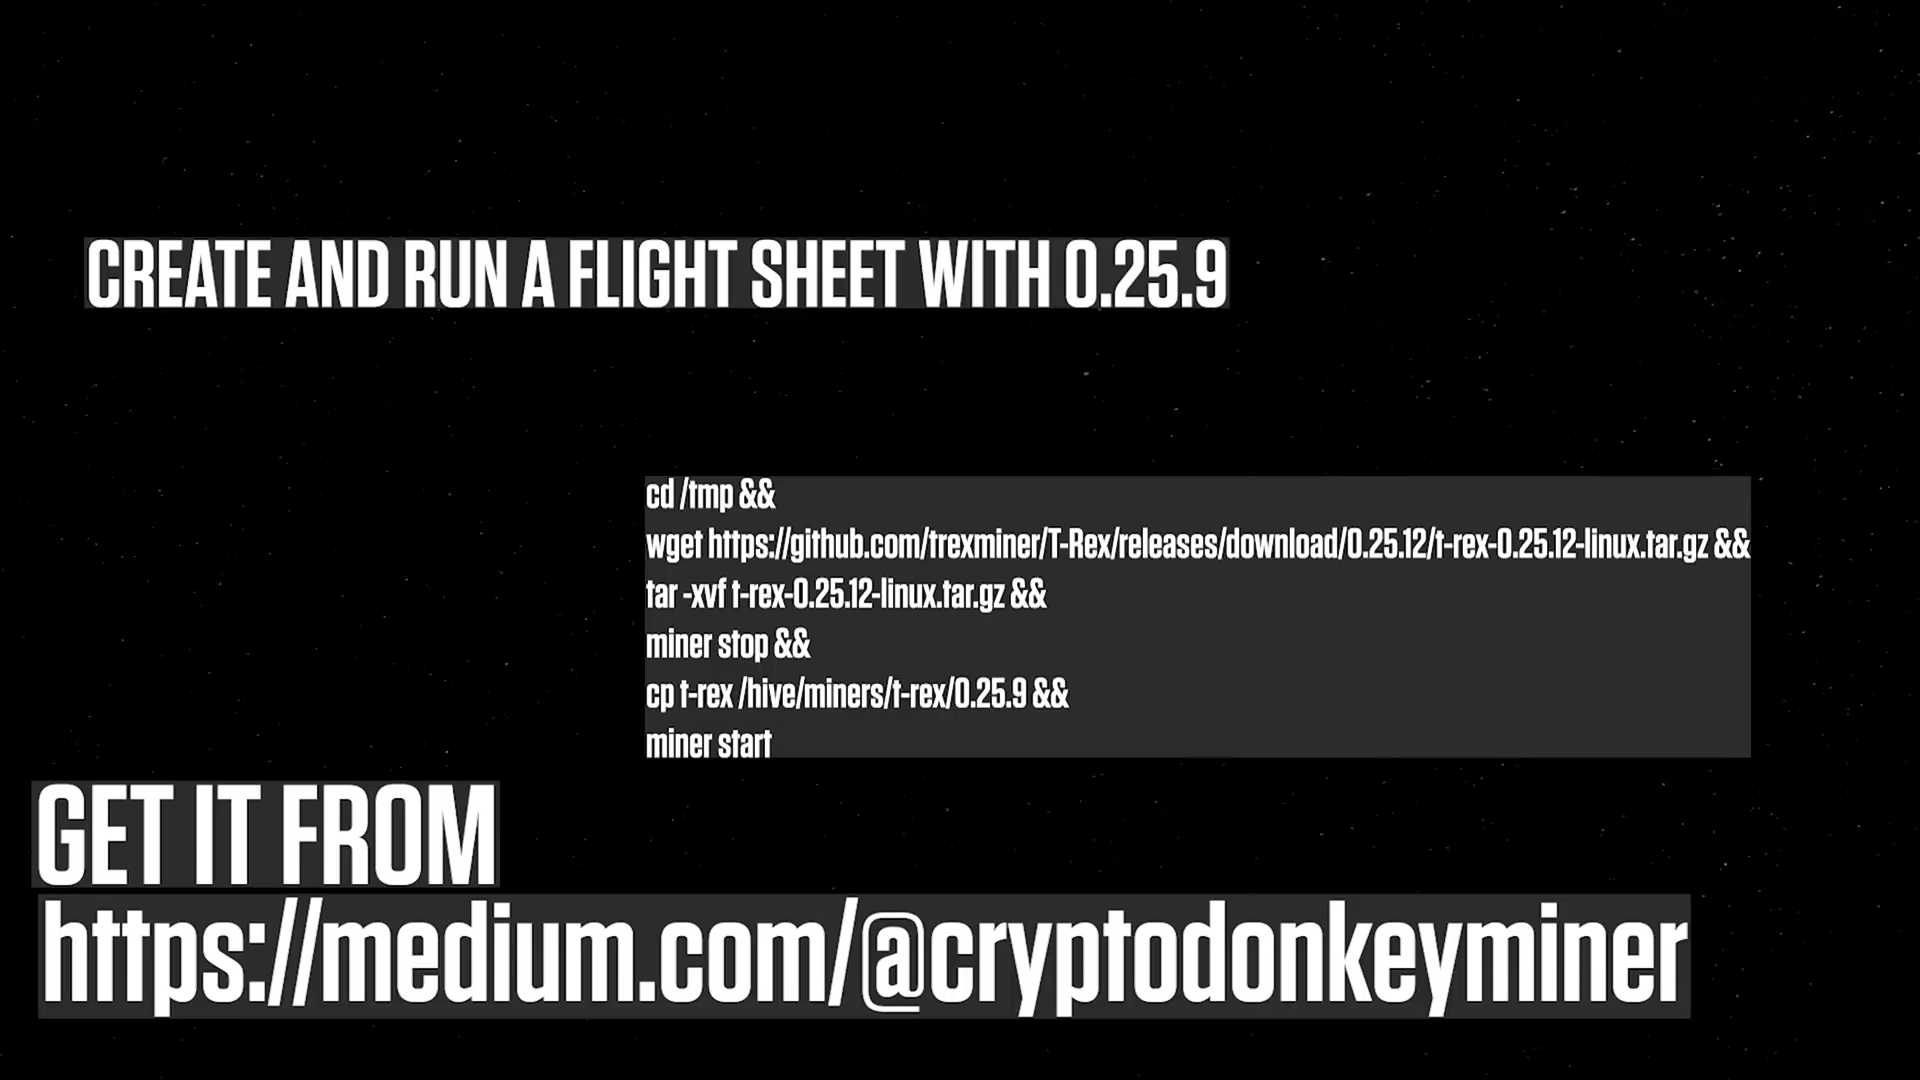 CREATE AND RUN A FLIGHT SHEET WITH 0.25.9
cd /tmp &&
wget https://github.com/trexminer/T-Rex/releases/download/0.25.12/t-rex-0.25.12-linux.tar.gz &&
tar -xvf t-rex-0.25.12-linux.tar.gz &&
miner stop &&
cp t-rex /hive/miners/t-rex/0.25.9 &&
miner start
GET IT FROM
https://medium.com/@cryptodonkeyminer